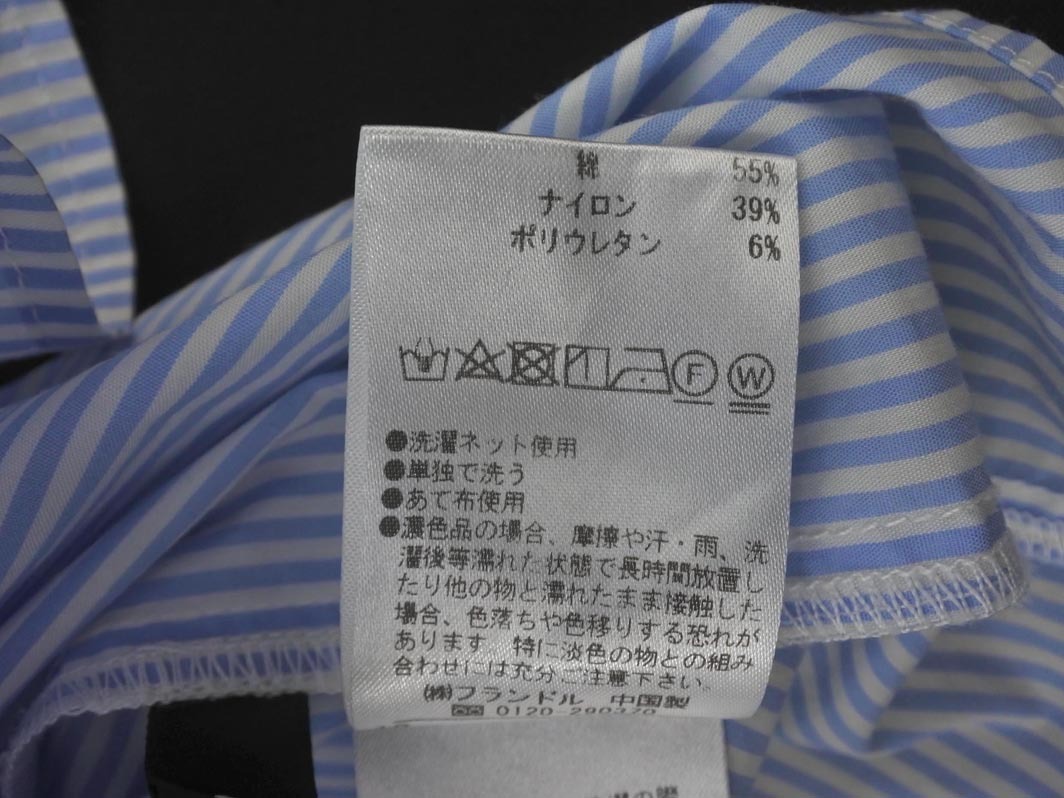 綿 55%
ナイロン 39%
ポリウレタン 6%
F W
●洗濯ネット使用
●単独で洗う
●あて布使用
●濃色品の場合、摩擦や汗・雨、洗
濯後等濡れた状態で長時間放置し
たり他の物と濡れたまま接触した
場合、色落ちや色移りする恐れが
あります。特に淡色の物との組み
合わせには充分ご注意下さい。
㈱フランドル 中国製
0120-290370